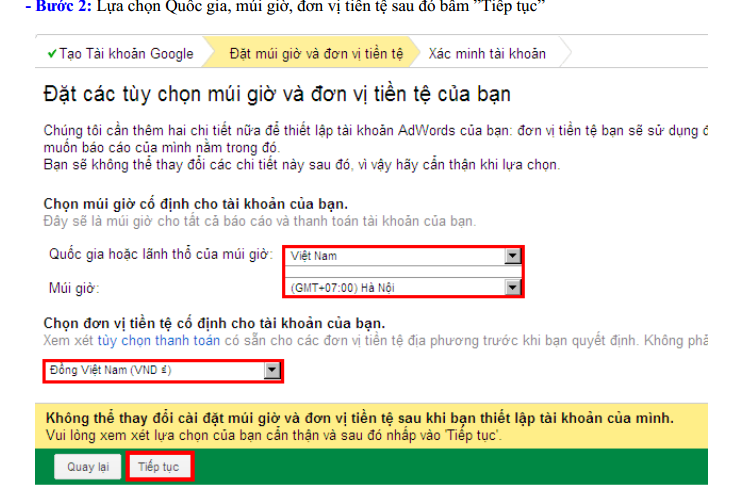 - Bước 2: Lựa chọn Quốc gia, múi giờ, đơn vị tiền tệ sau đó bấm ”Tiếp tục”
✔Tạo Tài khoản Google Đặt múi giờ và đơn vị tiền tệ Xác minh tài khoản
Đặt các tùy chọn múi giờ và đơn vị tiền tệ của bạn
Chúng tôi cần thêm hai chi tiết nữa để thiết lập tài khoản AdWords của bạn: đơn vị tiền tệ bạn sẽ sử dụng
muốn báo cáo của mình nằm trong đó.
Bạn sẽ không thể thay đổi các chi tiết này sau đó, vì vậy hãy cẩn thận khi lựa chọn.
Chọn múi giờ cố định cho tài khoản của bạn.
Đây sẽ là múi giờ cho tất cả báo cáo và thanh toán tài khoản của bạn.
Quốc gia hoặc lãnh thổ của múi giờ: Việt Nam
Múi giờ: (GMT+07:00) Hà Nội
Chọn đơn vị tiền tệ cố định cho tài khoản của bạn.
Xem xét tùy chọn thanh toán có sẵn cho các đơn vị tiền tệ địa phương trước khi bạn quyết định. Không phả
Đồng Việt Nam (VND ₫)
Không thể thay đổi cài đặt múi giờ và đơn vị tiền tệ sau khi bạn thiết lập tài khoản của mình.
Vui lòng xem xét lựa chọn của bạn cẩn thận và sau đó nhấp vào 'Tiếp tục'.
Quay lại Tiếp tục